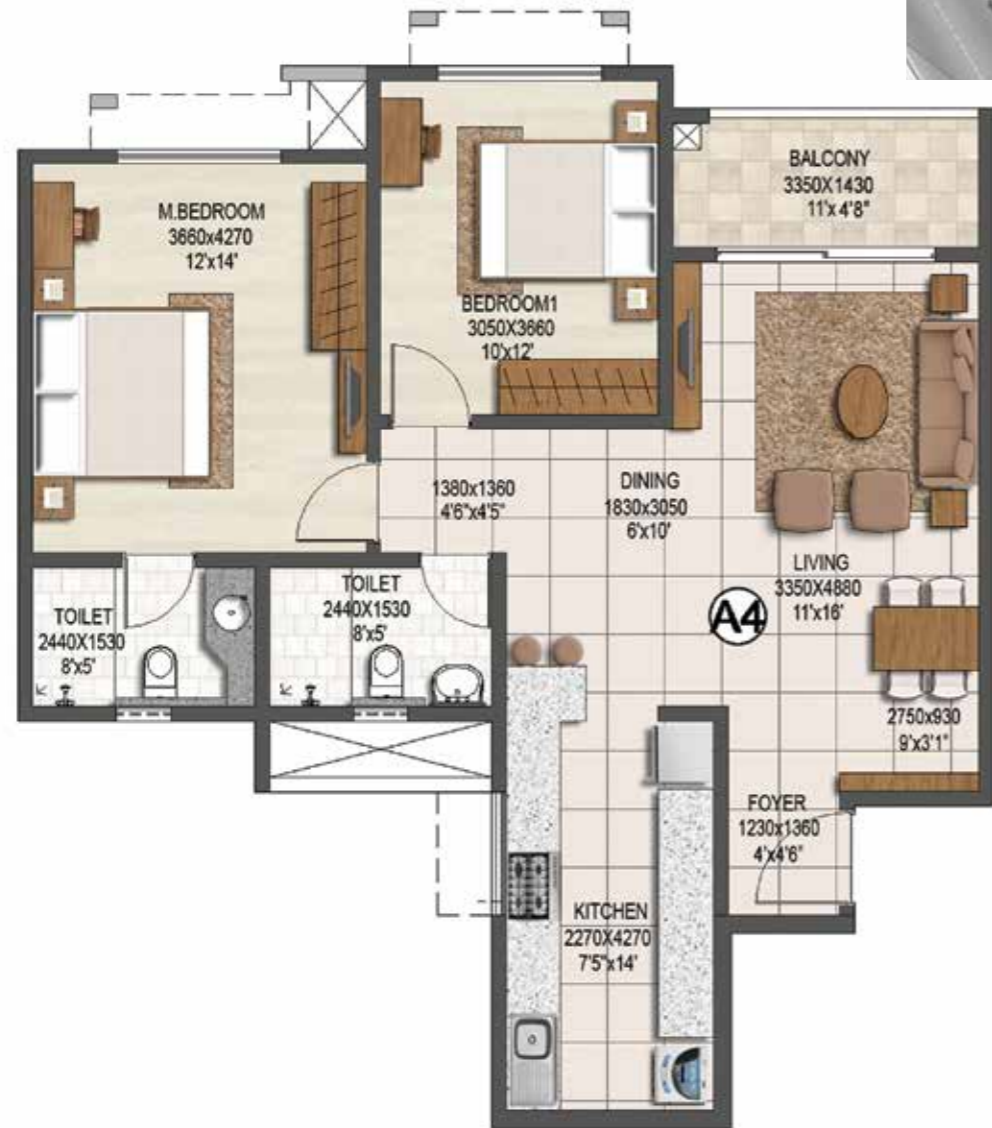 BALCONY
3350X1430
11'x 4'8"
M.BEDROOM
3660x4270
12'x14'
BEDROOM1
3050X3660
10'x12'
1380x1360
4'6"x4'5"
DINING
1830x3050
6'x10'
LIVING
3350X4880
11'x16'
A4
TOILET
2440X1530
8'x5'
TOILET
2440X1530
8'x5'
2750x930
9'x3'1"
FOYER
1230x1360
4'x4'6"
KITCHEN
2270X4270
7'5"x14'